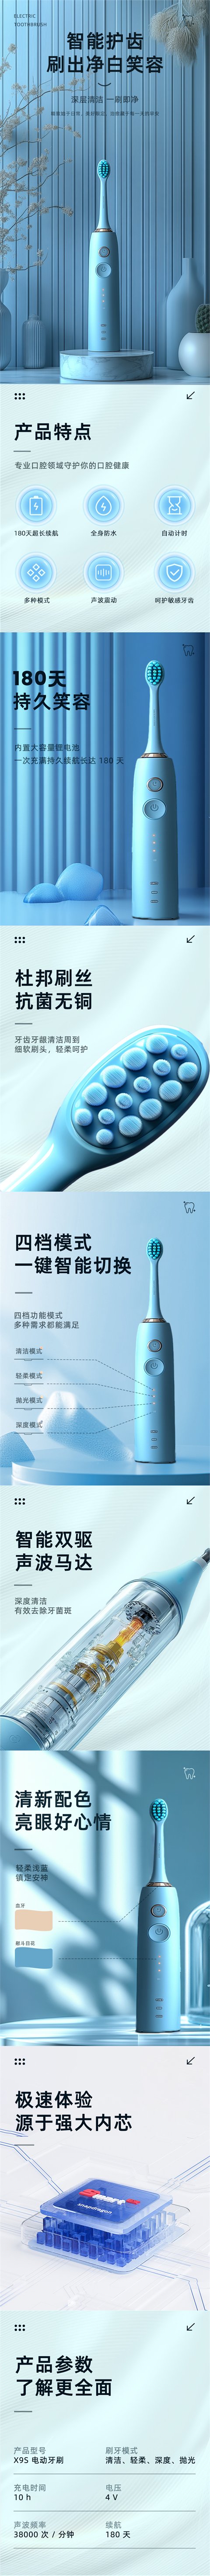 ELECTRIC
TOOTHBRUSH
智能护齿
刷出净白笑容
深层清洁 一刷即净
产品特点
专业口腔领域守护你的口腔健康
180天超长续航
全身防水
自动计时
多种模式
声波震动
呵护敏感牙齿
180天
持久笑容
内置大容量锂电池
一次充满持久续航长达 180 天
杜邦刷丝
抗菌无铜
牙齿牙龈清洁周到
细软刷头，轻柔呵护
四档模式
一键智能切换
四档功能模式
多种需求都能满足
清洁模式
轻柔模式
抛光模式
深度模式
智能双驱
声波马达
深度清洁
有效去除牙菌斑
清新配色
亮眼好心情
轻柔浅蓝
镇定安神
极速体验
源于强大内芯
产品参数
了解更全面
产品型号
X9S 电动牙刷
刷牙模式
清洁、轻柔、深度、抛光
充电时间
10 h
电压
4 V
声波频率
38000 次 / 分钟
续航
180 天